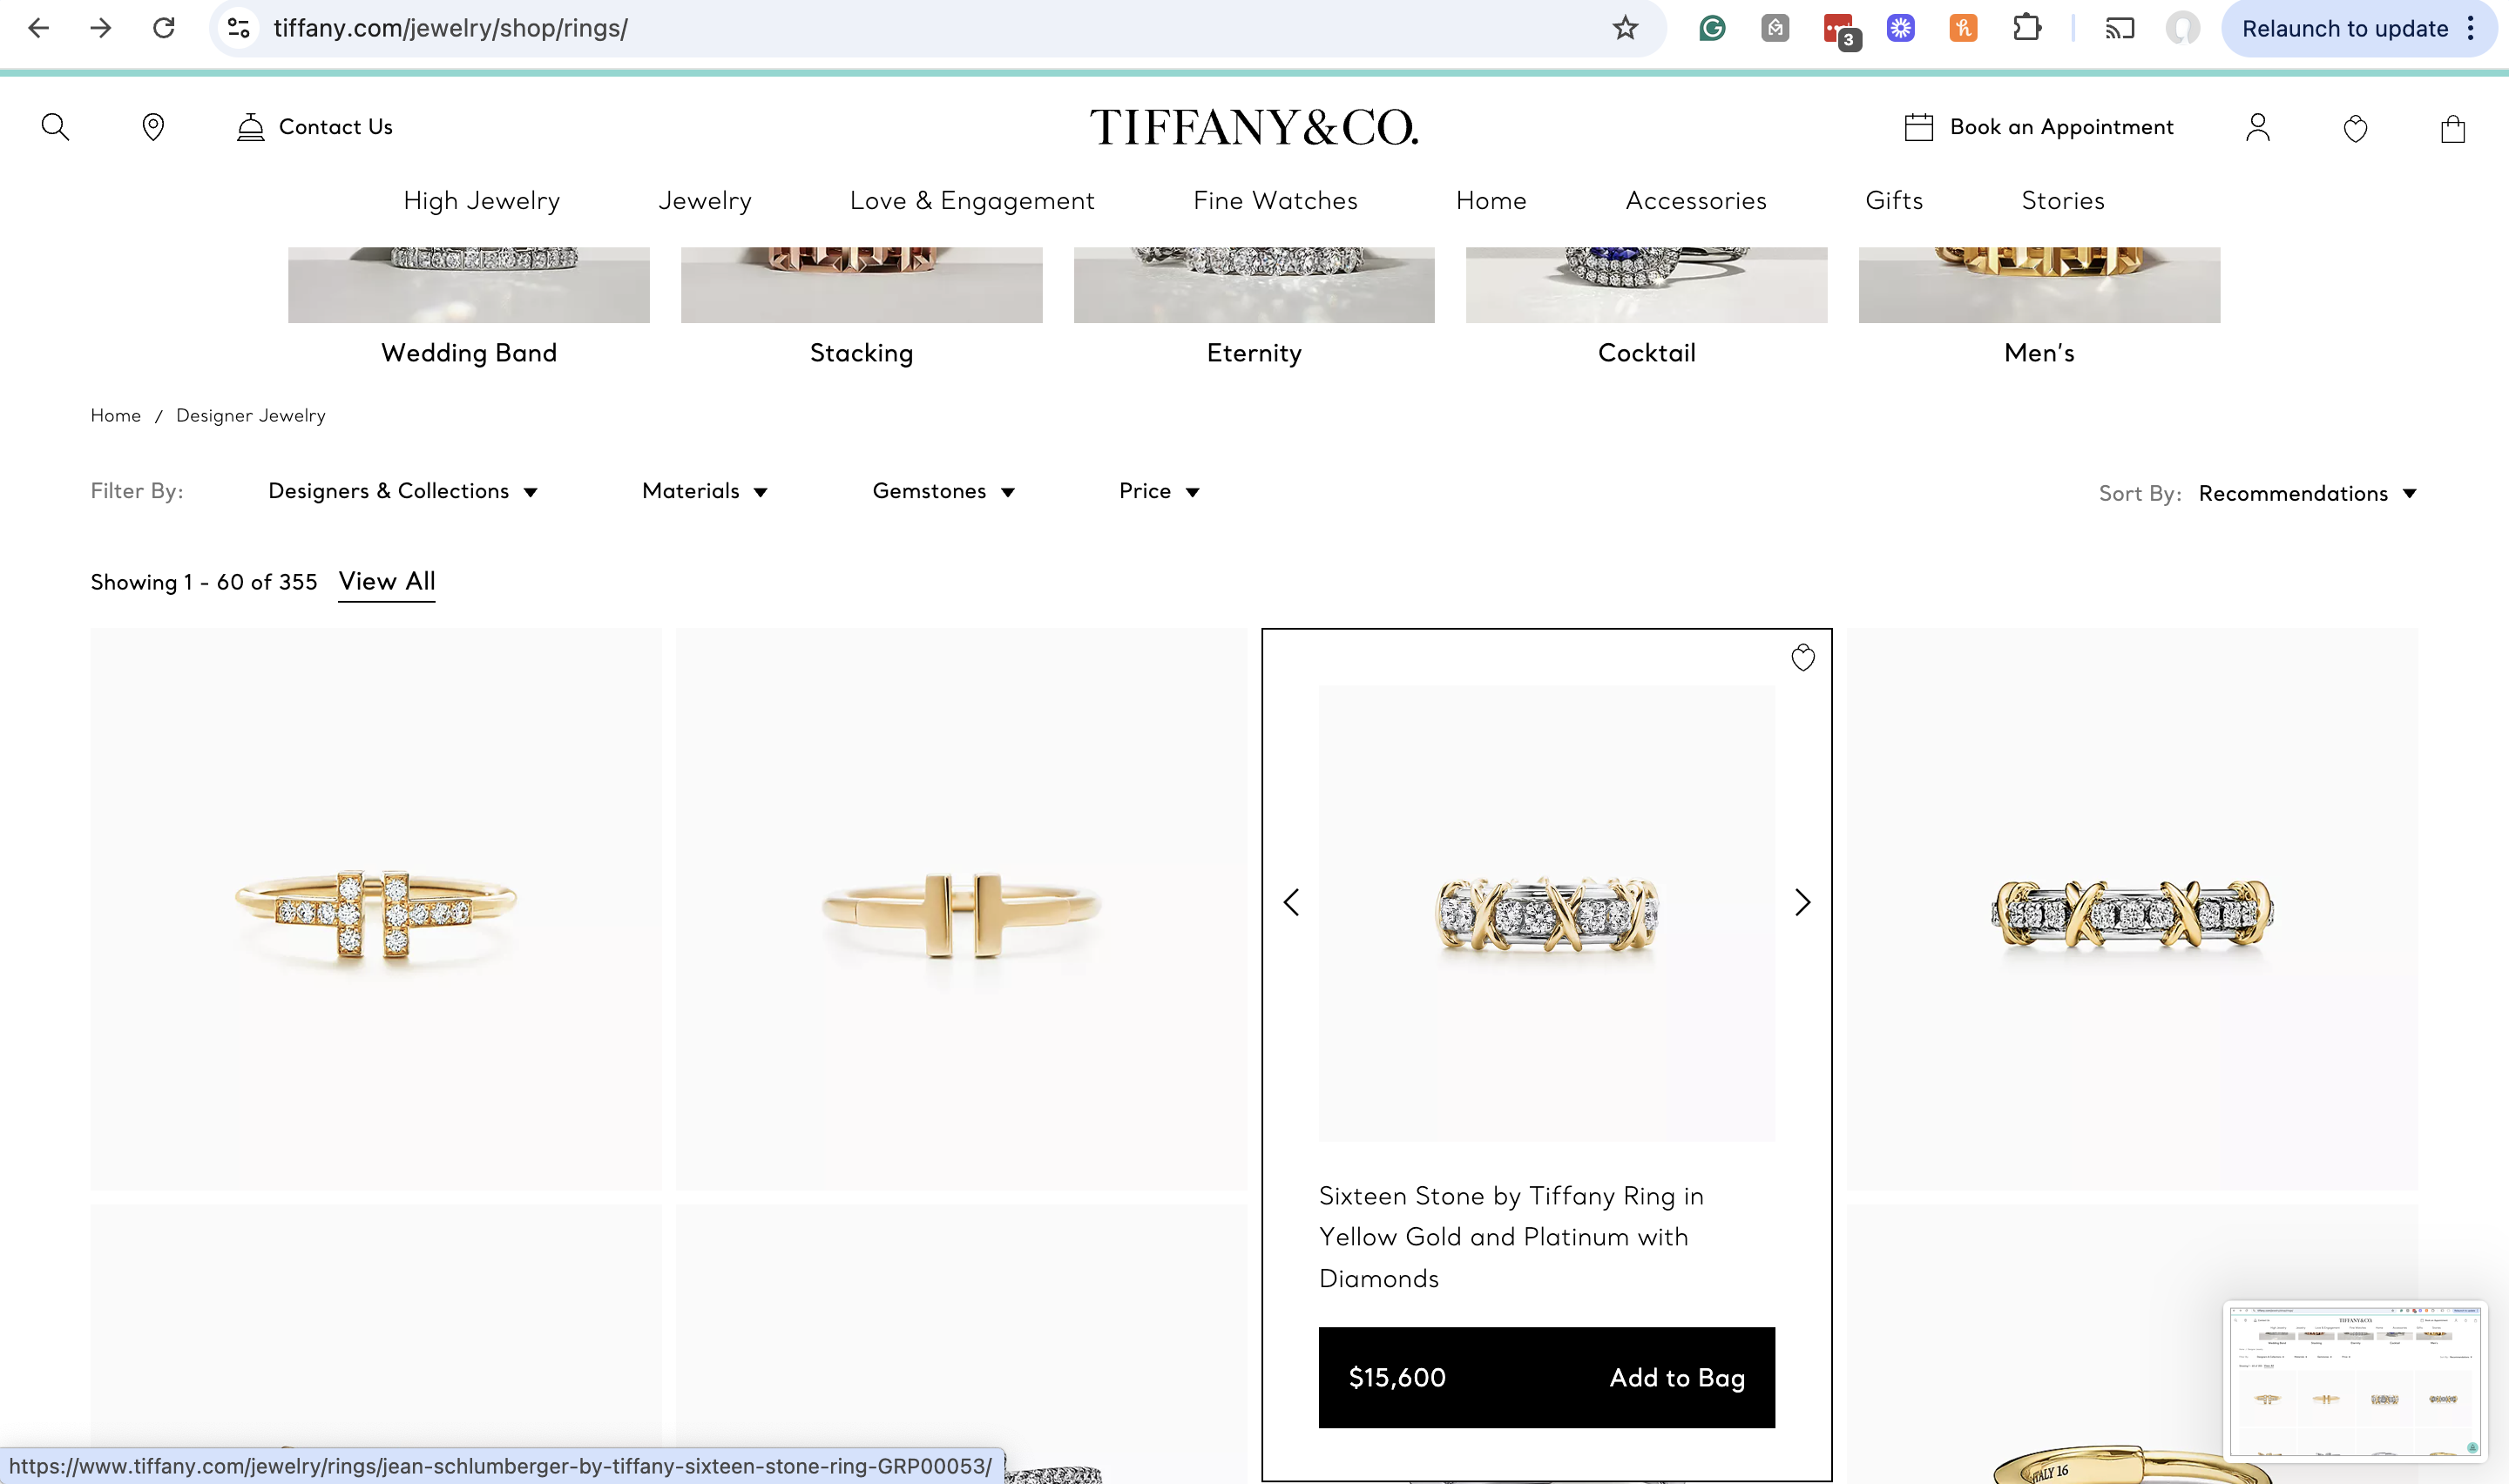 tiffany.com/jewelry/shop/rings/
3
Relaunch to update
Contact Us
TIFFANY&CO.
Book an Appointment
High Jewelry
Jewelry
Love & Engagement
Fine Watches
Home
Accessories
Gifts
Stories
Wedding Band
Stacking
Eternity
Cocktail
Men's
Home / Designer Jewelry
Filter By:
Designers & Collections
Materials
Gemstones
Price
Sort By: Recommendations
Showing 1 - 60 of 355 View All
Sixteen Stone by Tiffany Ring in
Yellow Gold and Platinum with
Diamonds
$15,600
Add to Bag
ITALY 16
https://www.tiffany.com/jewelry/rings/jean-schlumberger-by-tiffany-sixteen-stone-ring-GRP00053/